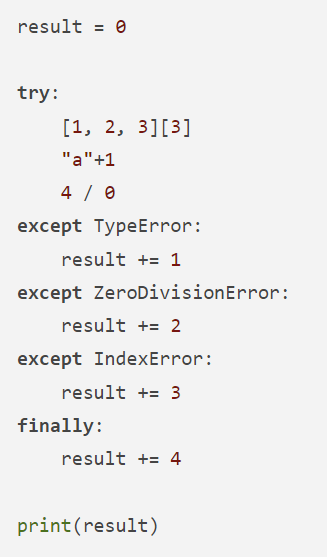 result = 0

try:
    [1, 2, 3][3]
    "a"+1
    4 / 0
except TypeError:
    result += 1
except ZeroDivisionError:
    result += 2
except IndexError:
    result += 3
finally:
    result += 4

print(result)